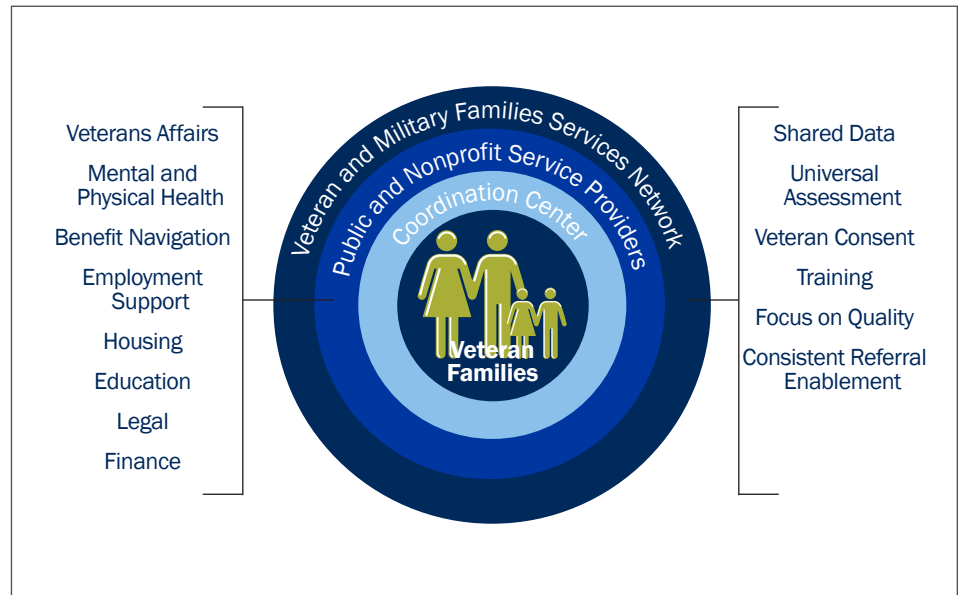 Veterans Affairs
Mental and
Physical Health
Benefit Navigation
Employment
Support
Housing
Education
Legal
Finance
Veteran and Military Families Services Network
Public and Nonprofit Service Providers
Coordination Center
Veteran
Families
Shared Data
Universal
Assessment
Veteran Consent
Training
Focus on Quality
Consistent Referral
Enablement